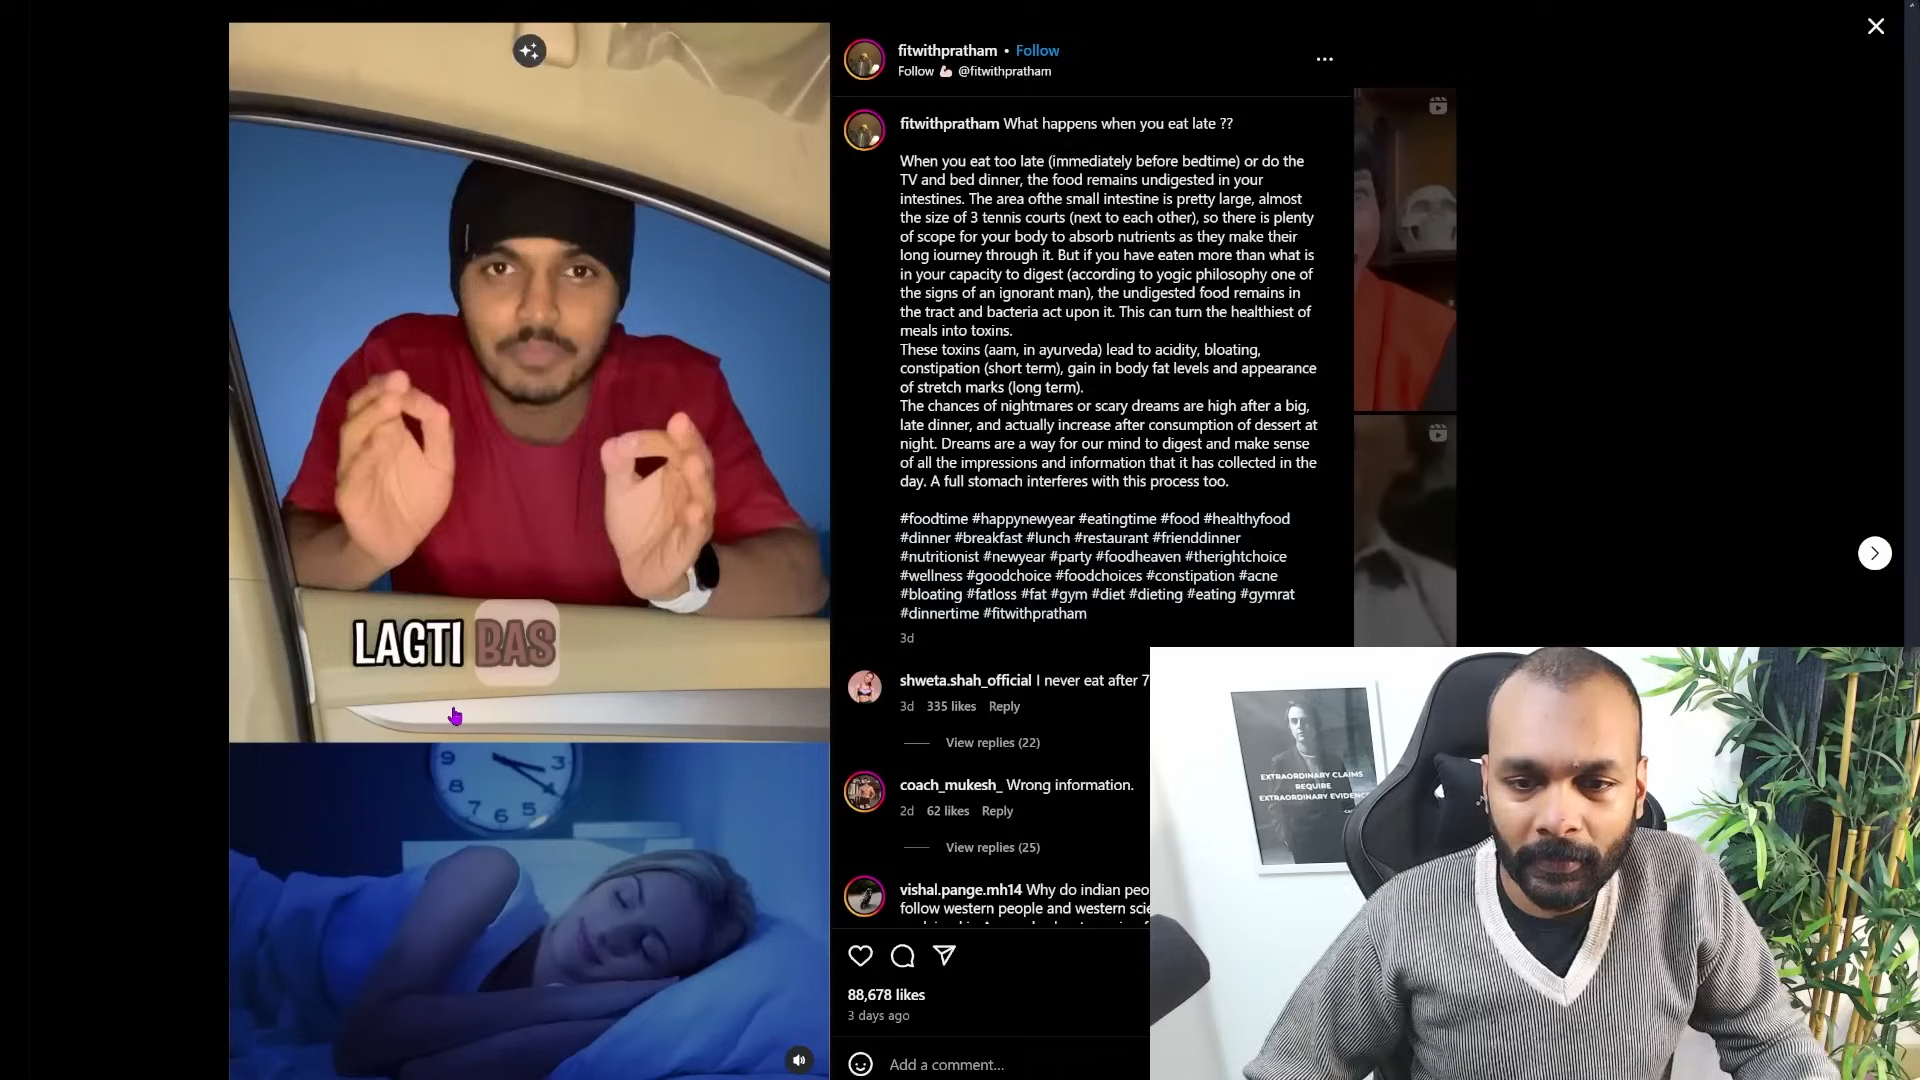 fitwithpratham • Follow
Follow 💪🏻 @fitwithpratham
fitwithpratham What happens when you eat late ??
When you eat too late (immediately before bedtime) or do the
TV and bed dinner, the food remains undigested in your
intestines. The area ofthe small intestine is pretty large, almost
the size of 3 tennis courts (next to each other), so there is plenty
of scope for your body to absorb nutrients as they make their
long iourney through it. But if you have eaten more than what is
in your capacity to digest (according to yogic philosophy one of
the signs of an ignorant man), the undigested food remains in
the tract and bacteria act upon it. This can turn the healthiest of
meals into toxins.
These toxins (aam, in ayurveda) lead to acidity, bloating,
constipation (short term), gain in body fat levels and appearance
of stretch marks (long term).
The chances of nightmares or scary dreams are high after a big,
late dinner, and actually increase after consumption of dessert at
night. Dreams are a way for our mind to digest and make sense
of all the impressions and information that it has collected in the
day. A full stomach interferes with this process too.
#foodtime #happynewyear #eatingtime #food #healthyfood
#dinner #breakfast #lunch #restaurant #frienddinner
#nutritionist #newyear #party #foodheaven #therightchoice
#wellness #goodchoice #foodchoices #constipation #acne
#bloating #fatloss #fat #gym #diet #dieting #eating #gymrat
#dinnertime #fitwithpratham
3d
shweta.shah_official I never eat after 7
3d 335 likes Reply
View replies (22)
coach_mukesh_ Wrong information.
2d 62 likes Reply
View replies (25)
vishal.pange.mh14 Why do indian peo
follow western people and western scie
88,678 likes
3 days ago
Add a comment...
LAGTI BAS
9 3
8 4
7 6 5
EXTRAORDINARY CLAIMS
REQUIRE
EXTRAORDINARY EVIDENC